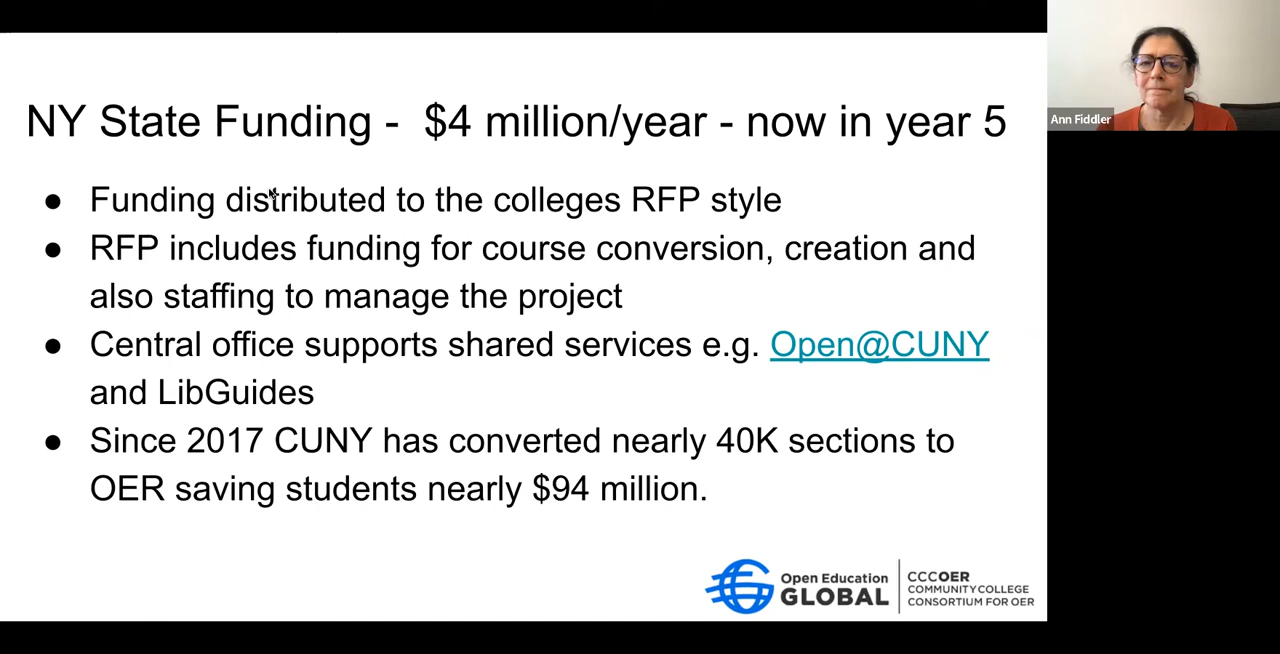 NY State Funding -  $4 million/year - now in year 5
● Funding distributed to the colleges RFP style
● RFP includes funding for course conversion, creation and
also staffing to manage the project
● Central office supports shared services e.g. Open@CUNY
and LibGuides
● Since 2017 CUNY has converted nearly 40K sections to
OER saving students nearly $94 million.
Open Education
GLOBAL
CCCOER
COMMUNITY COLLEGE
CONSORTIUM FOR OER
Ann Fiddler